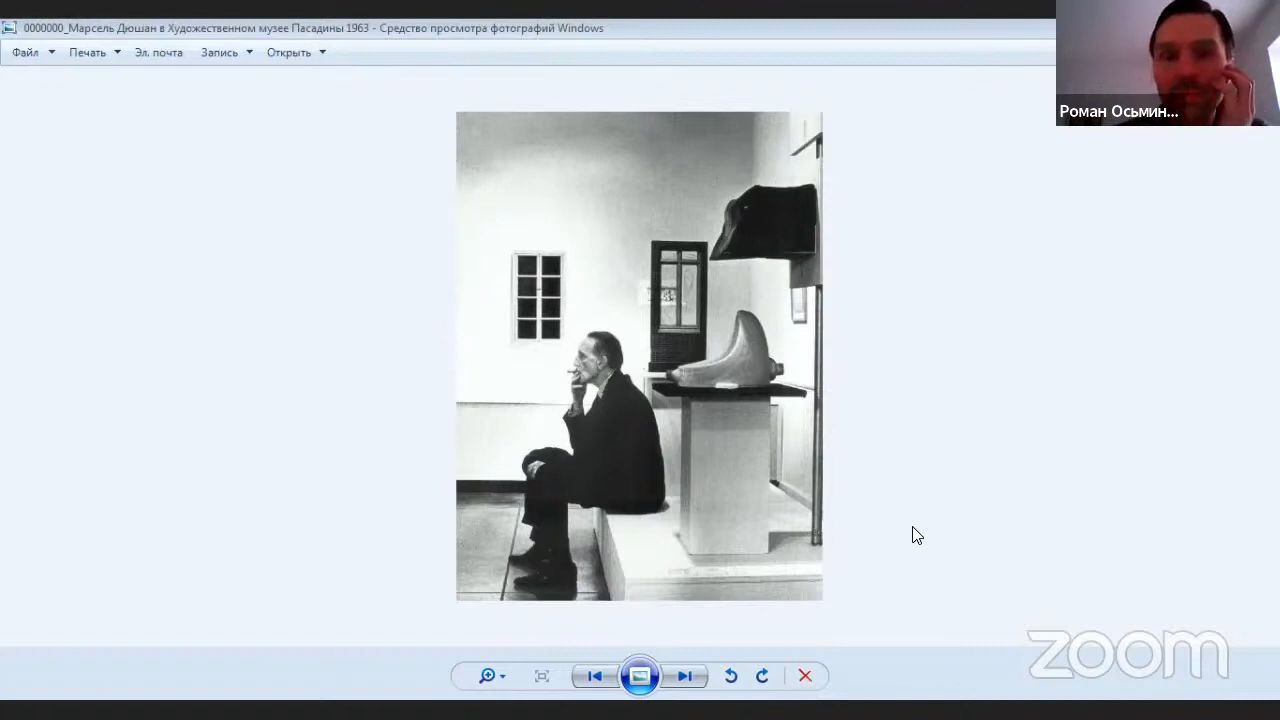 0000000_Марсель Дюшан в Художественном музее Пасадины 1963 - Средство просмотра фотографий Windows
Файл Печать Эл. почта Запись Открыть
Роман Осьмин...
zoom